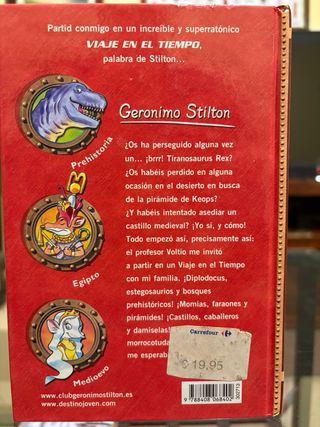 Partid conmigo en un increíble y superratónico
VIAJE EN EL TIEMPO,
palabra de Stilton...
Geronimo Stilton
Prehistoria
¿Os ha perseguido alguna vez
un... ¡brrr! Tiranosaurus Rex?
¿Os habéis perdido en alguna
ocasión en el desierto en busca
de la pirámide de Keops?
¿Y habéis intentado asediar un
castillo medieval? ¡Yo sí, y cómo!
Todo empezó así, precisamente así:
el profesor Voltio me invitó
a partir en un Viaje en el Tiempo
con mi familia. ¡Diplodocus,
estegosaurios y bosques
prehistóricos! ¡Momias, faraones y
pirámides! ¡Castillos, caballeros
y damiselas!
morrocotuda
me esperab
Egipto
Medioevo
Carrefour
€ 19,95
www.clubgeronimostilton.es
www.destinojoven.com
9 788408 068402
302773